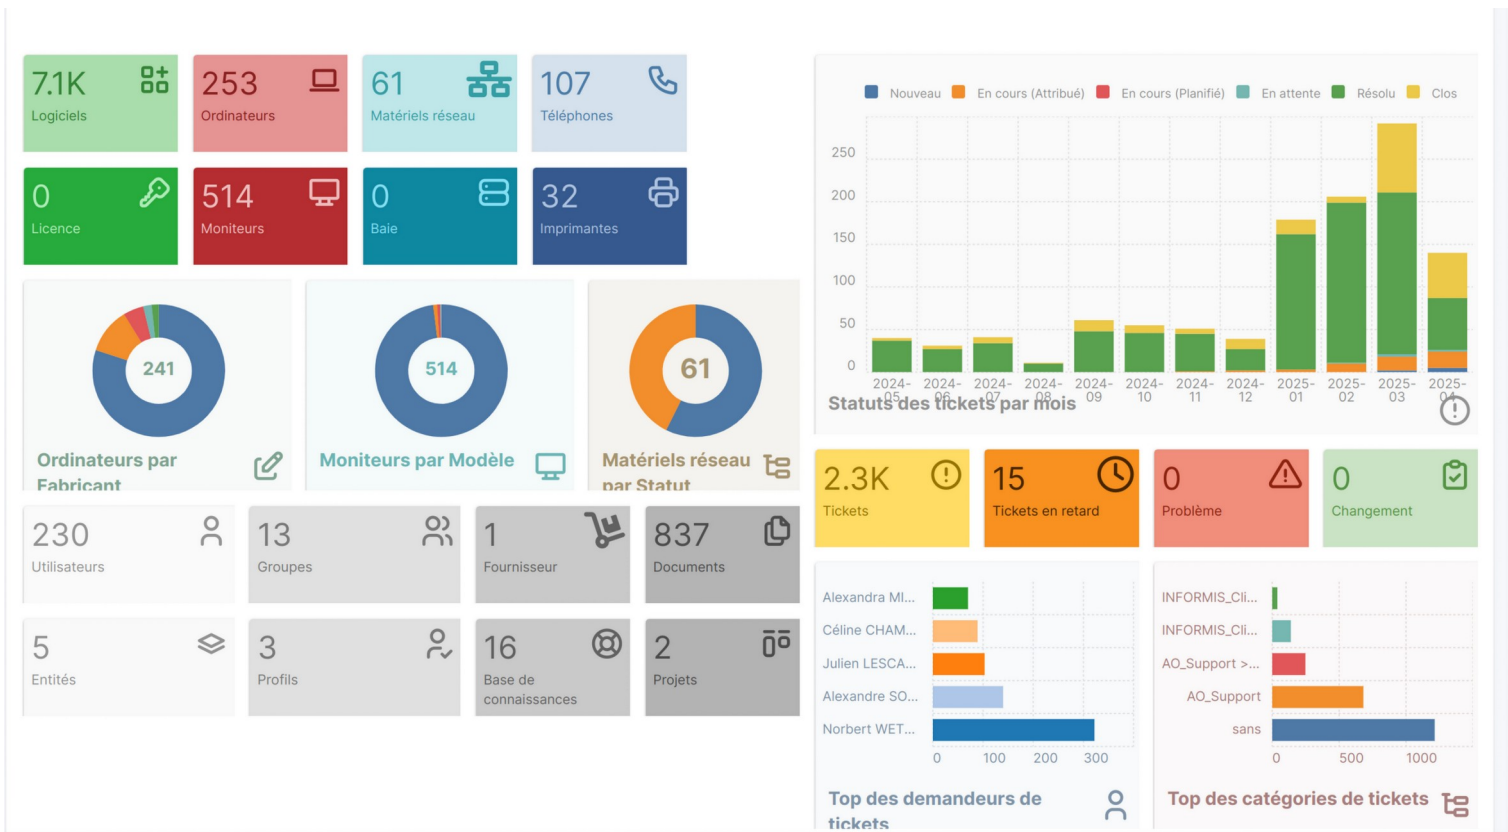 7.1K
Logiciels
253
Ordinateurs
61
Matériels réseau
107
Téléphones
0
Licence
514
Moniteurs
0
Baie
32
Imprimantes
241
Ordinateurs par
Fabricant
514
Moniteurs par Modèle
61
Matériels réseau
par Statut
230
Utilisateurs
13
Groupes
1
Fournisseur
837
Documents
5
Entités
3
Profils
16
Base de
connaissances
2
Projets
Nouveau En cours (Attribué) En cours (Planifié) En attente Résolu Clos
250
200
150
100
50
0
2024-05 2024-06 2024-07 2024-08 2024-09 2024-10 2024-11 2024-12 2025-01 2025-02 2025-03 2025-04
Statuts des tickets par mois
2.3K
Tickets
15
Tickets en retard
0
Problème
0
Changement
Alexandra MI...
Céline CHAM...
Julien LESCA...
Alexandre SO...
Norbert WET...
0 100 200 300
Top des demandeurs de
tickets
INFORMIS_Cli...
INFORMIS_Cli...
AO_Support >...
AO_Support
sans
0 500 1000
Top des catégories de tickets